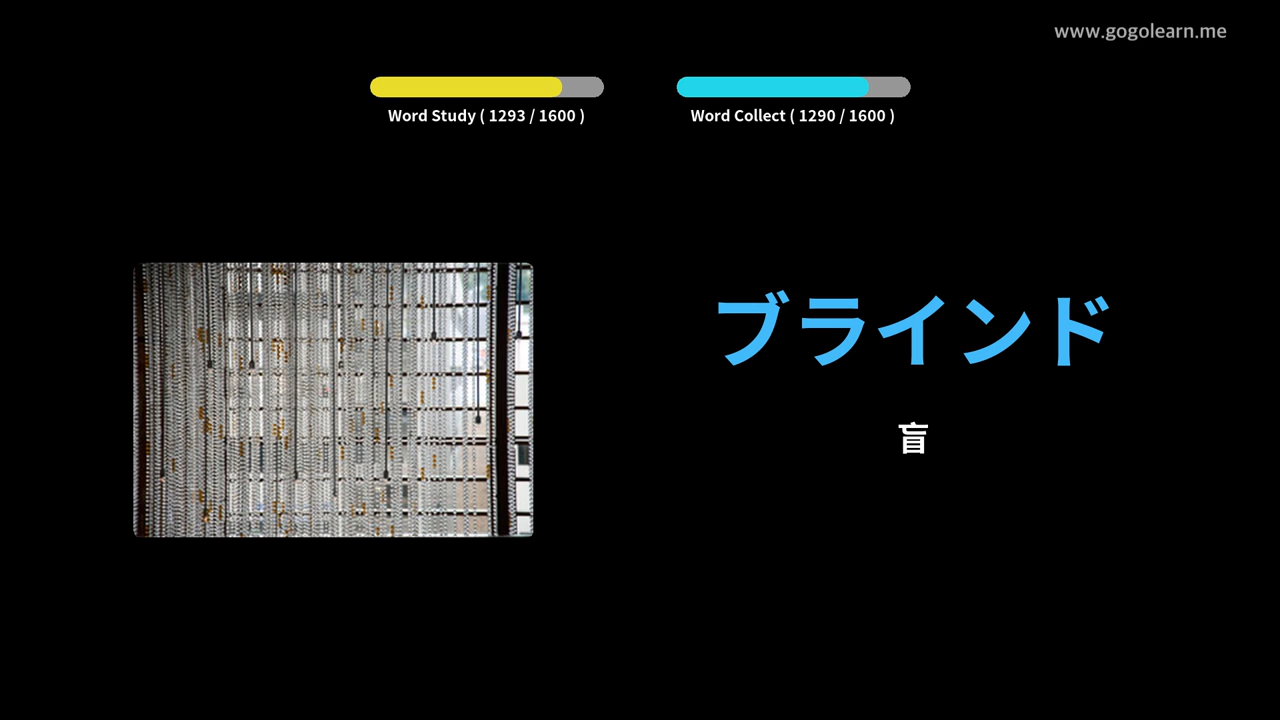 www.gogolearn.me
Word Study ( 1293 / 1600 )
Word Collect ( 1290 / 1600 )
ブラインド
盲